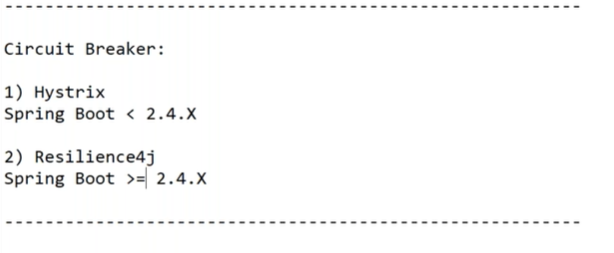 ------------------------------------------------------------
Circuit Breaker:
1) Hystrix
Spring Boot < 2.4.X
2) Resilience4j
Spring Boot >= 2.4.X
------------------------------------------------------------